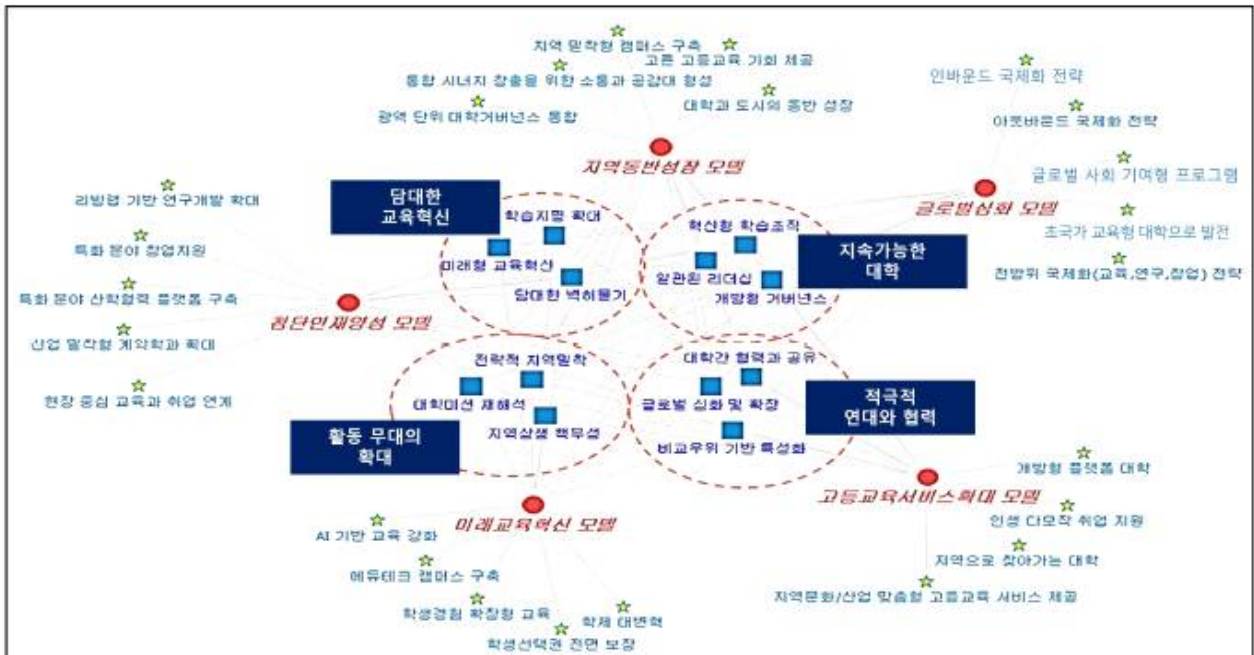 지역 밀착형 캠퍼스 구축
고른 고등교육 기회 제공
통합 시너지 창출을 위한 소통과 공감대 형성
대학과 도시의 동반 성장
광역 단위 대학거버넌스 통합
지역동반성장 모델
인바운드 국제화 전략
아웃바운드 국제화 전략
글로벌 사회 기여형 프로그램
글로벌심화 모델
초국가 교육형 대학으로 발전
전방위 국제화(교육,연구,창업) 전략
리빙랩 기반 연구개발 확대
특화 분야 창업지원
특화 분야 산학협력 플랫폼 구축
첨단인재양성 모델
산업 밀착형 계약학과 확대
현장 중심 교육과 취업 연계
담대한
교육혁신
학습지평 확대
미래형 교육혁신
담대한 벽허물기
혁신형 학습조직
일관된 리더십
개방형 거버넌스
지속가능한
대학
전략적 지역밀착
대학미션 재해석
지역상생 책무성
활동 무대의
확대
대학간 협력과 공유
글로벌 심화 및 확장
비교우위 기반 특성화
적극적
연대와 협력
미래교육혁신 모델
AI 기반 교육 강화
에듀테크 캠퍼스 구축
학생경험 확장형 교육
학제 대변혁
학생선택권 전면 보장
고등교육서비스확대 모델
개방형 플랫폼 대학
인생 다모작 취업 지원
지역으로 찾아가는 대학
지역문화/산업 맞춤형 고등교육 서비스 제공